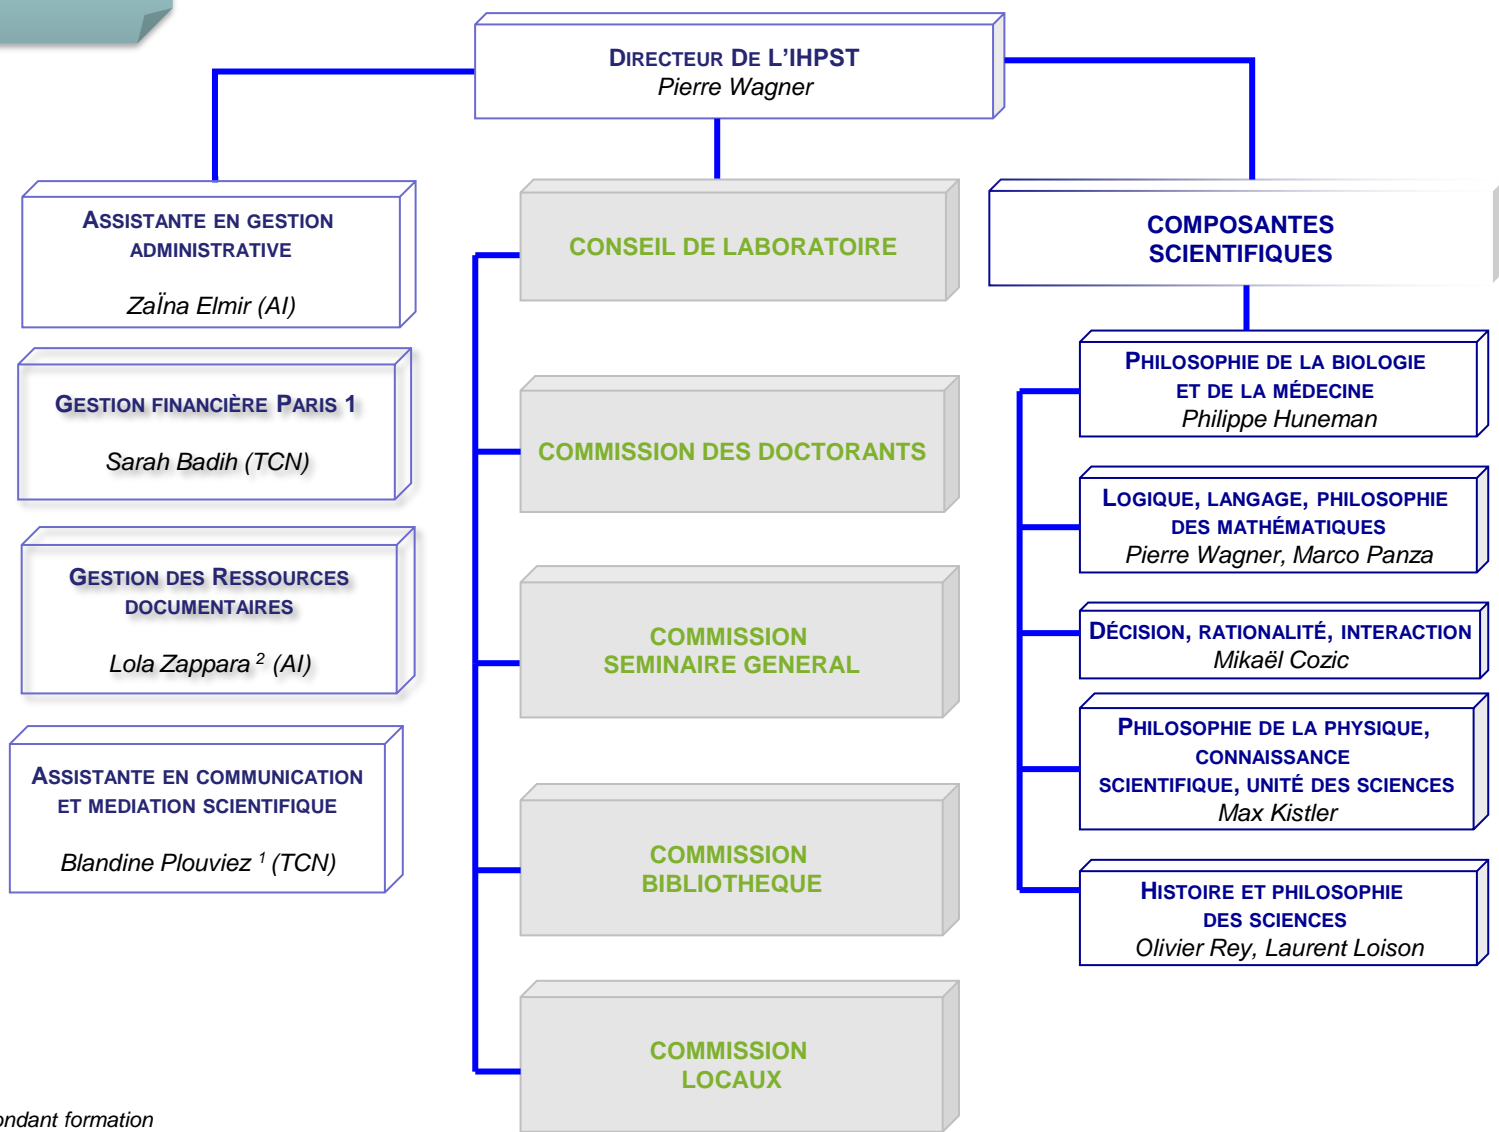 DIRECTEUR DE L'IHPST
Pierre Wagner
ASSISTANTE EN GESTION
ADMINISTRATIVE
ZaÏna Elmir (AI)
GESTION FINANCIÈRE PARIS 1
Sarah Badih (TCN)
GESTION DES RESSOURCES
DOCUMENTAIRES
Lola Zappara ² (AI)
ASSISTANTE EN COMMUNICATION
ET MEDIATION SCIENTIFIQUE
Blandine Plouviez ¹ (TCN)
CONSEIL DE LABORATOIRE
COMMISSION DES DOCTORANTS
COMMISSION
SEMINAIRE GENERAL
COMMISSION
BIBLIOTHEQUE
COMMISSION
LOCAUX
COMPOSANTES
SCIENTIFIQUES
PHILOSOPHIE DE LA BIOLOGIE
ET DE LA MÉDECINE
Philippe Huneman
LOGIQUE, LANGAGE, PHILOSOPHIE
DES MATHÉMATIQUES
Pierre Wagner, Marco Panza
DÉCISION, RATIONALITÉ, INTERACTION
Mikaël Cozic
PHILOSOPHIE DE LA PHYSIQUE,
CONNAISSANCE
SCIENTIFIQUE, UNITÉ DES SCIENCES
Max Kistler
HISTOIRE ET PHILOSOPHIE
DES SCIENCES
Olivier Rey, Laurent Loison
ondant formation